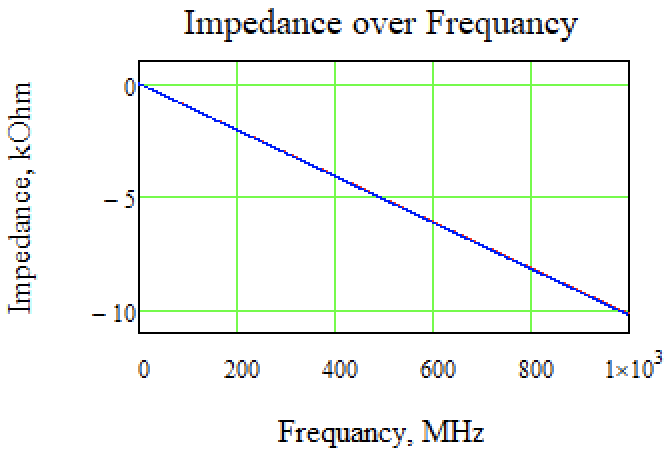 Impedance over Frequancy
Impedance, kOhm
0
− 5
− 10
0 200 400 600 800 1×10³
Frequancy, MHz